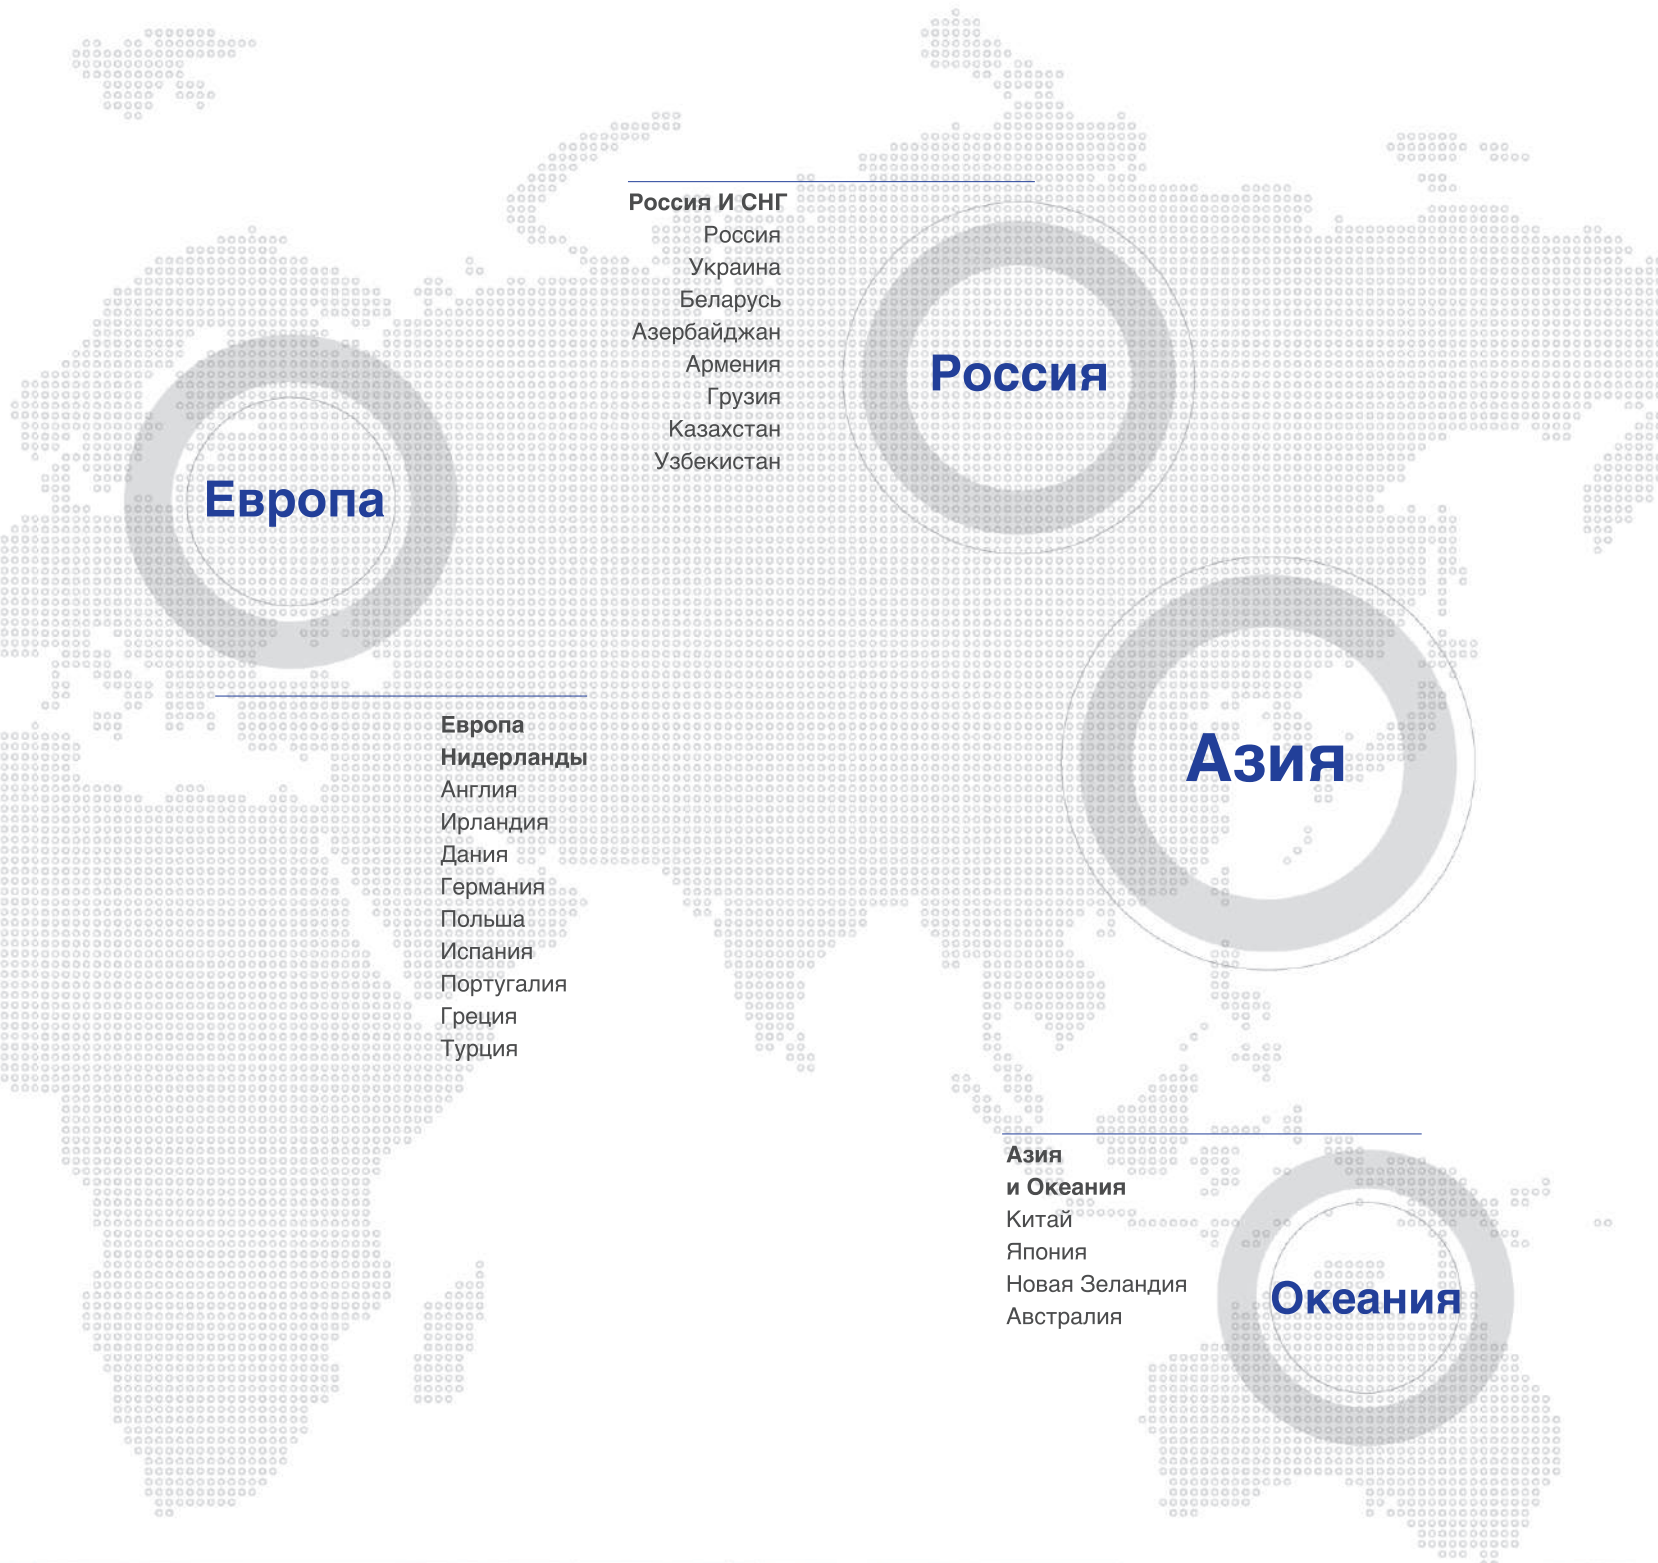 Россия И СНГ
Россия
Украина
Беларусь
Азербайджан
Армения
Грузия
Казахстан
Узбекистан
Россия
Европа
Европа
Нидерланды
Англия
Ирландия
Дания
Германия
Польша
Испания
Португалия
Греция
Турция
Азия
Азия
и Океания
Китай
Япония
Новая Зеландия
Австралия
Океания